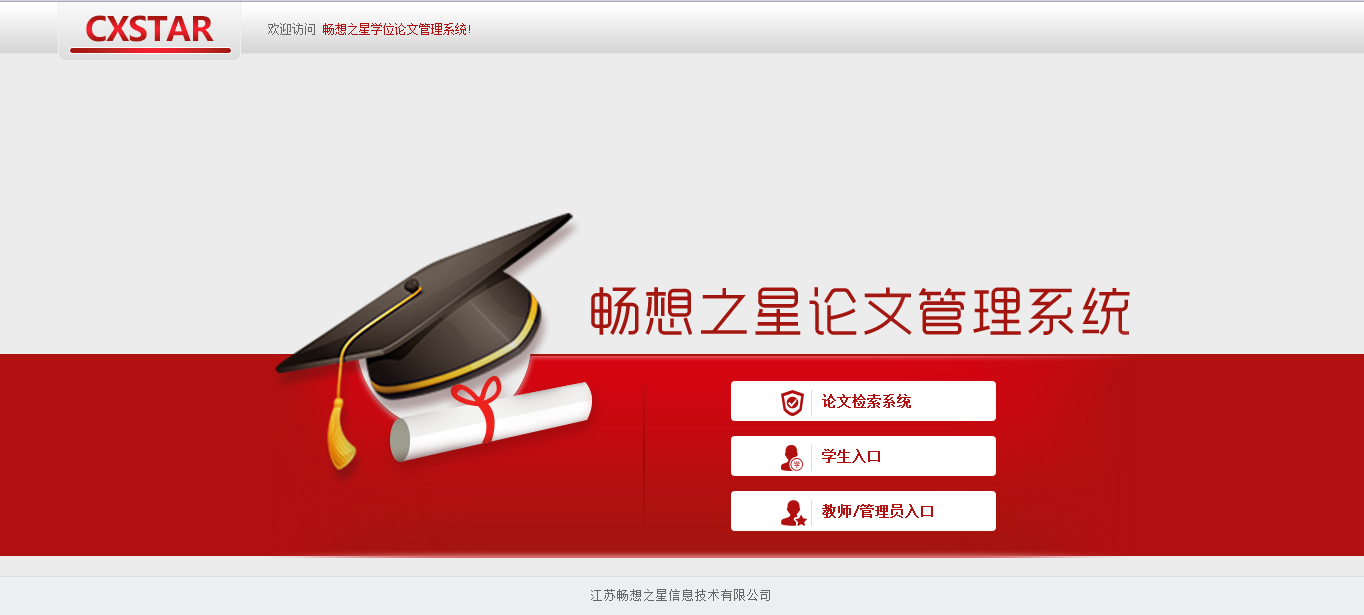 CXSTAR
欢迎访问 畅想之星学位论文管理系统!
畅想之星论文管理系统
论文检索系统
学生入口
学
教师/管理员入口
江苏畅想之星信息技术有限公司